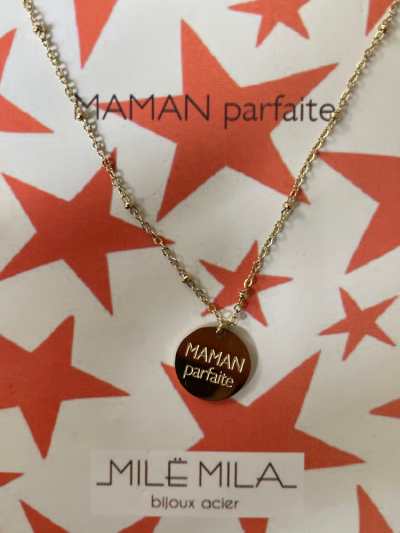 MAMAN parfaite
MAMAN
parfaite
MILË MILA
bijoux acier